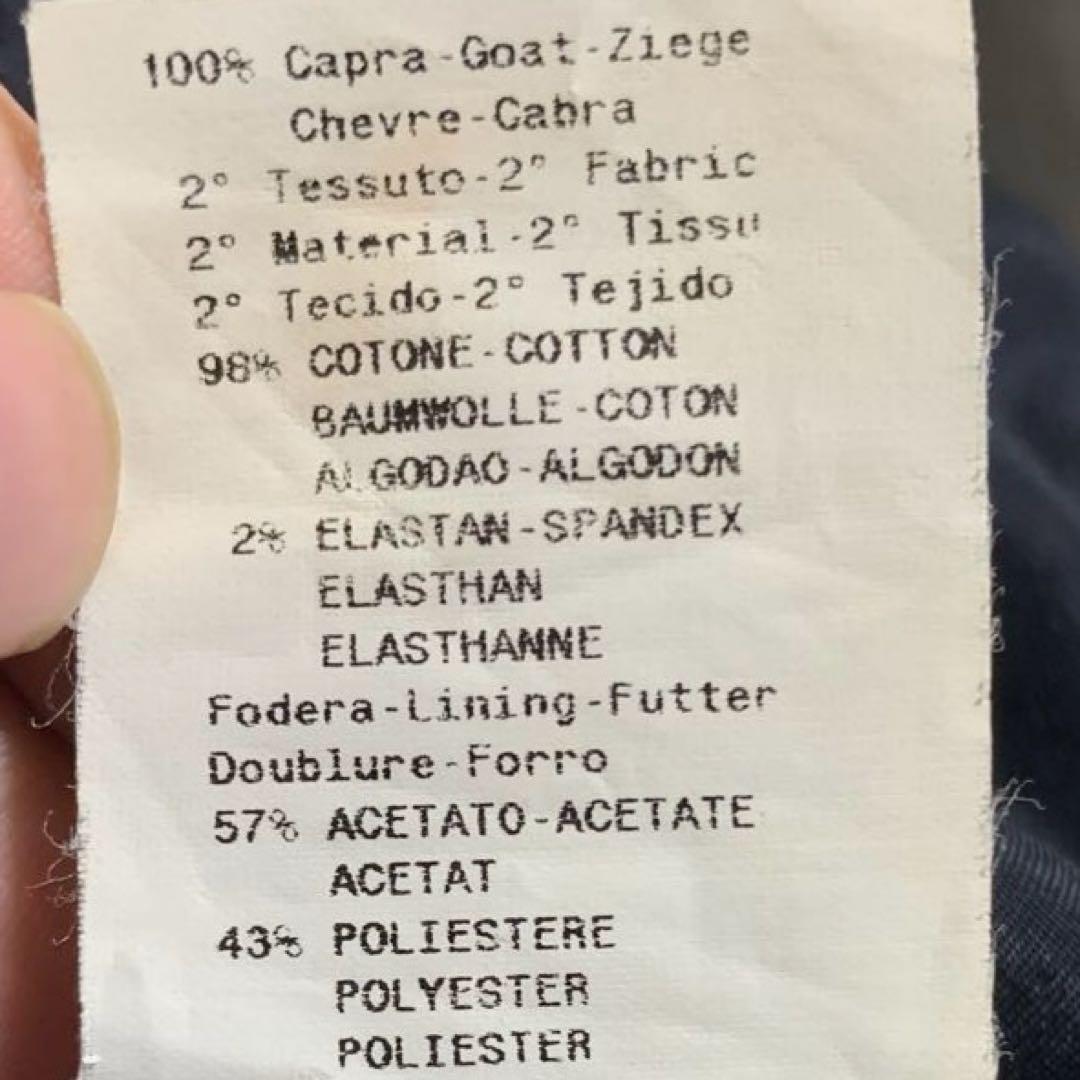 100% Capra-Goat-Ziege
Chevre-Cabra
2° Tessuto-2° Fabric
2° Material-2° Tissu
2° Tecido-2° Tejido
98% COTONE-COTTON
BAUMWOLLE-COTON
ALGODAO-ALGODON
2% ELASTAN-SPANDEX
ELASTHAN
ELASTHANNE
Fodera-Lining-Futter
Doublure-Forro
57% ACETATO-ACETATE
ACETAT
43% POLIESTERE
POLYESTER
POLIESTER